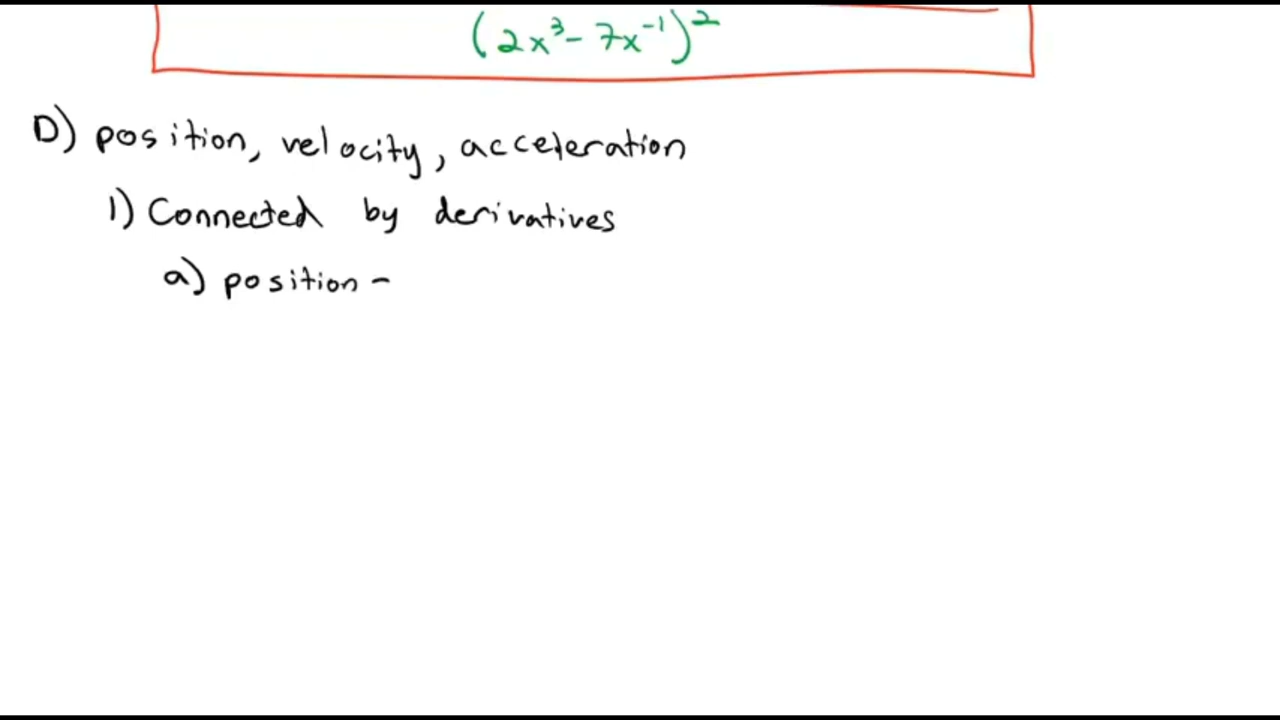 (2x³ - 7x⁻¹)²
D) position, velocity, acceleration
1) Connected by derivatives
a) position -